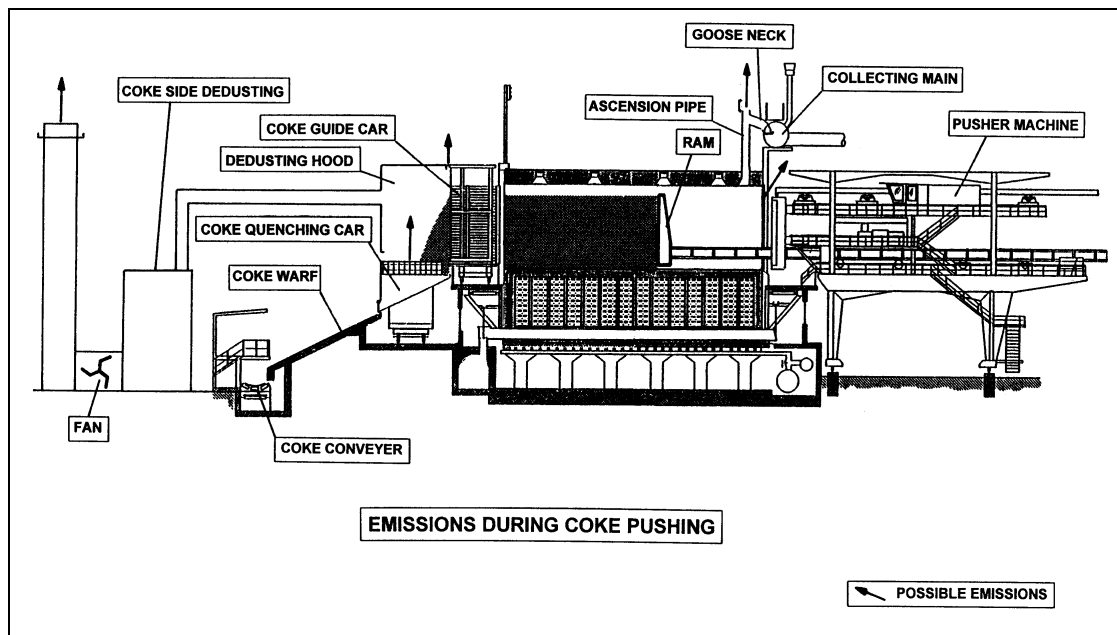 GOOSE NECK
COKE SIDE DEDUSTING
COLLECTING MAIN
ASCENSION PIPE
COKE GUIDE CAR
PUSHER MACHINE
RAM
DEDUSTING HOOD
COKE QUENCHING CAR
COKE WARF
FAN
COKE CONVEYER
EMISSIONS DURING COKE PUSHING
POSSIBLE EMISSIONS